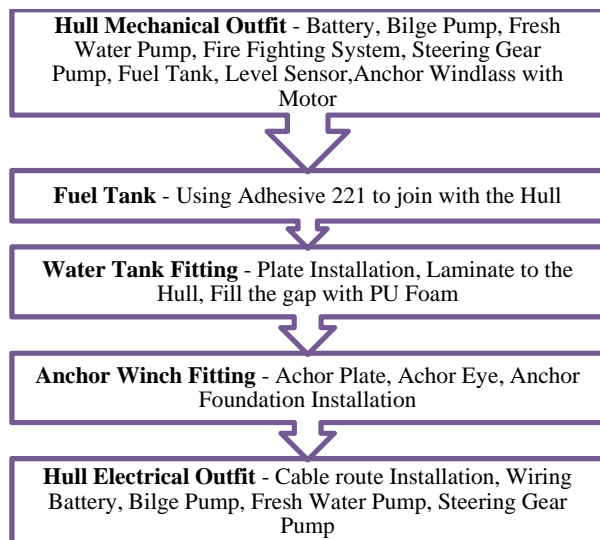 Hull Mechanical Outfit - Battery, Bilge Pump, Fresh
Water Pump, Fire Fighting System, Steering Gear
Pump, Fuel Tank, Level Sensor,Anchor Windlass with
Motor
Fuel Tank - Using Adhesive 221 to join with the Hull
Water Tank Fitting - Plate Installation, Laminate to the
Hull, Fill the gap with PU Foam
Anchor Winch Fitting - Achor Plate, Achor Eye, Anchor
Foundation Installation
Hull Electrical Outfit - Cable route Installation, Wiring
Battery, Bilge Pump, Fresh Water Pump, Steering Gear
Pump